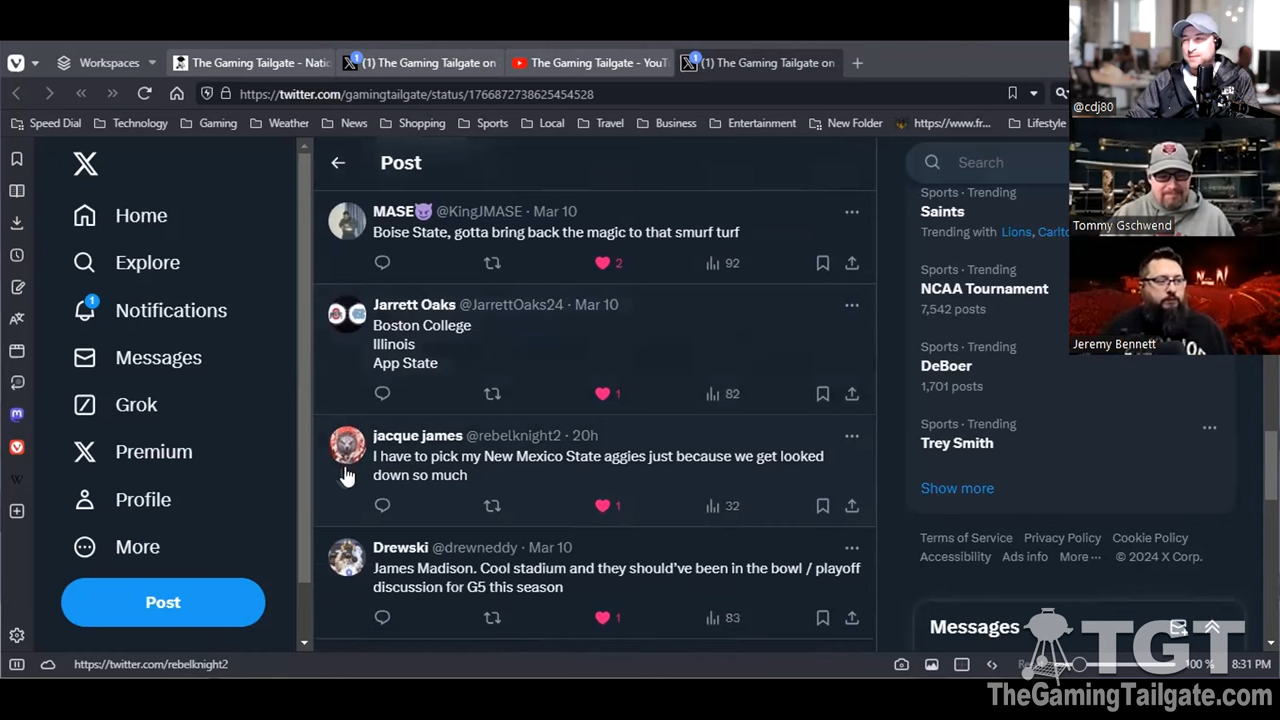 Workspaces
The Gaming Tailgate - Natic
(1) The Gaming Tailgate on
The Gaming Tailgate - YouT
(1) The Gaming Tailgate on
https://twitter.com/gamingtailgate/status/1766872738625454528
Speed Dial
Technology
Gaming
Weather
News
Shopping
Sports
Local
Travel
Business
Entertainment
New Folder
https://www.fr...
Lifestyle
@cdj80
Tommy Gschwend
Jeremy Bennett
Home
Explore
1
Notifications
Messages
Grok
Premium
Profile
More
Post
Post
MASE😈 @KingJMASE · Mar 10
Boise State, gotta bring back the magic to that smurf turf
2
92
Jarrett Oaks @JarrettOaks24 · Mar 10
Boston College
Illinois
App State
1
82
jacque james @rebelknight2 · 20h
I have to pick my New Mexico State aggies just because we get looked
down so much
1
32
Drewski @drewneddy · Mar 10
James Madison. Cool stadium and they should've been in the bowl / playoff
discussion for G5 this season
1
83
Search
Sports · Trending
Saints
Trending with Lions, Carlto
Sports · Trending
NCAA Tournament
7,542 posts
Sports · Trending
DeBoer
1,701 posts
Sports · Trending
Trey Smith
Show more
Terms of Service Privacy Policy Cookie Policy
Accessibility Ads info More ··· © 2024 X Corp.
Messages
https://twitter.com/rebelknight2
100 %
8:31 PM
TGT
TheGamingTailgate.com